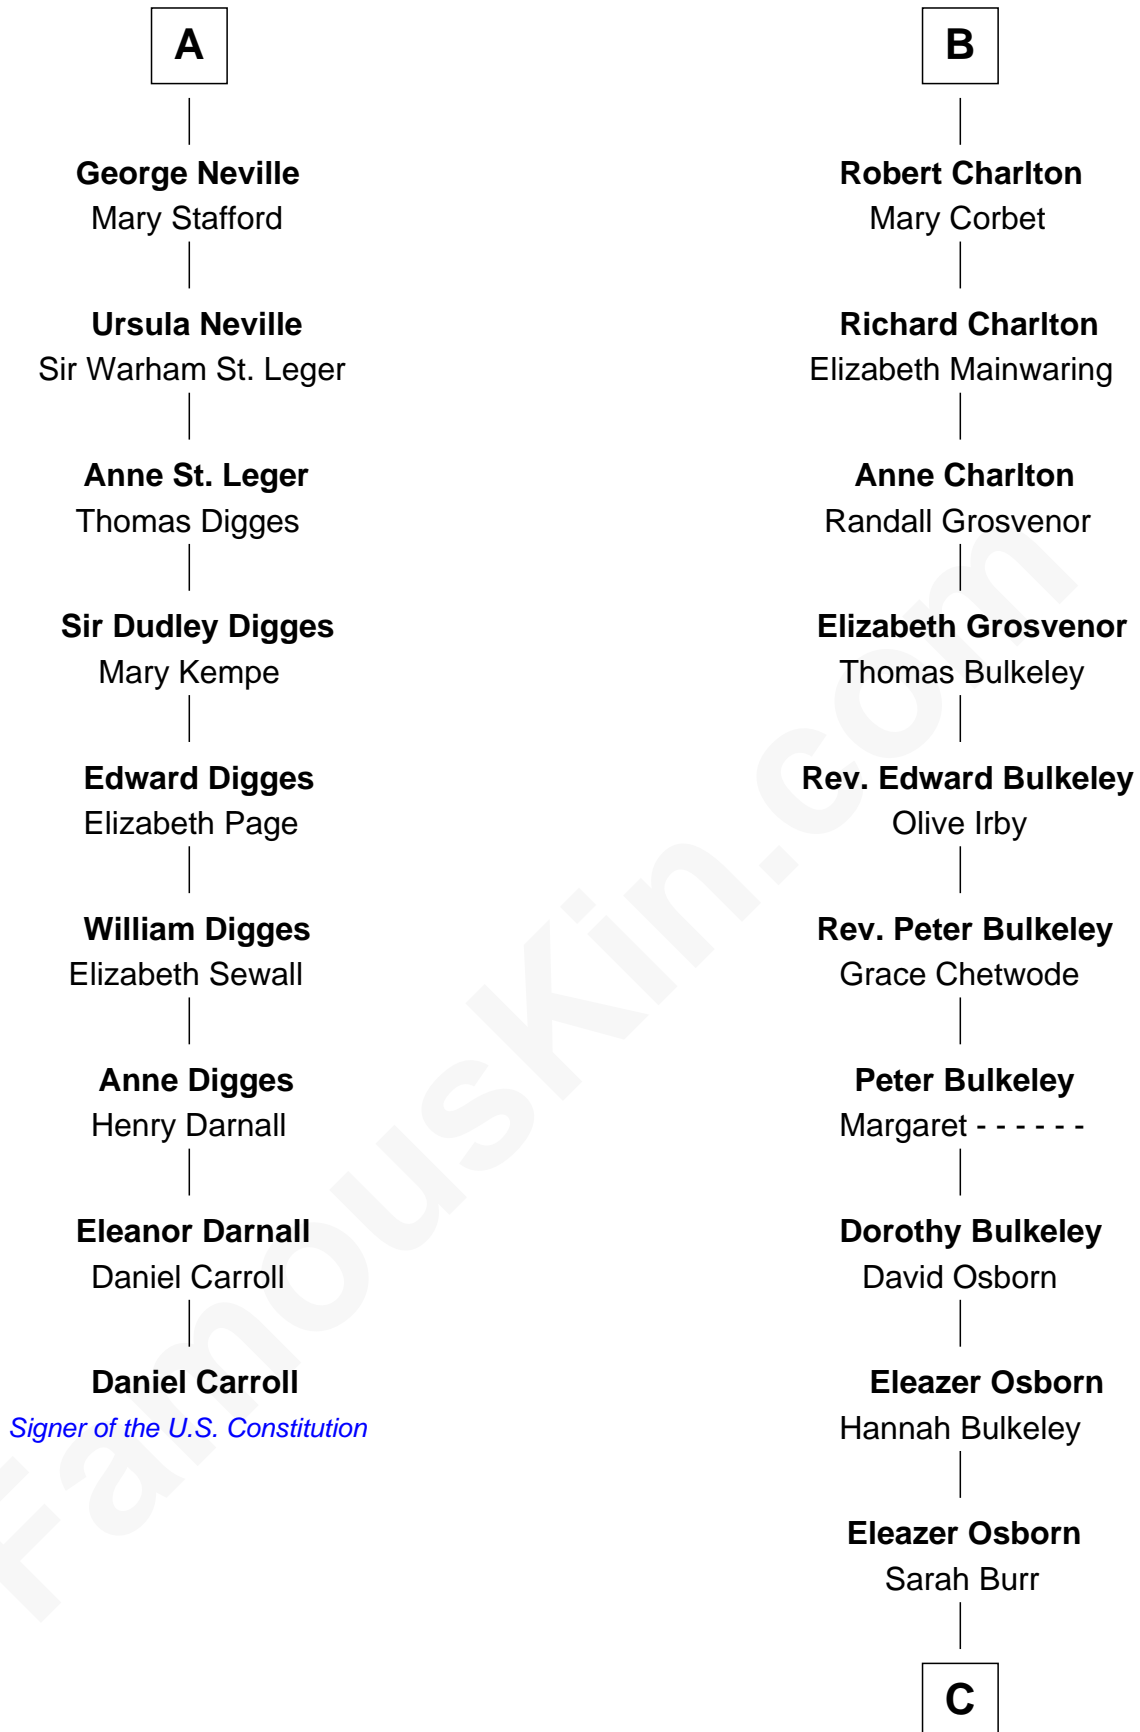 A
George Neville
Mary Stafford
Ursula Neville
Sir Warham St. Leger
Anne St. Leger
Thomas Digges
Sir Dudley Digges
Mary Kempe
Edward Digges
Elizabeth Page
William Digges
Elizabeth Sewall
Anne Digges
Henry Darnall
Eleanor Darnall
Daniel Carroll
Daniel Carroll
Signer of the U.S. Constitution
B
Robert Charlton
Mary Corbet
Richard Charlton
Elizabeth Mainwaring
Anne Charlton
Randall Grosvenor
Elizabeth Grosvenor
Thomas Bulkeley
Rev. Edward Bulkeley
Olive Irby
Rev. Peter Bulkeley
Grace Chetwode
Peter Bulkeley
Margaret - - - - - -
Dorothy Bulkeley
David Osborn
Eleazer Osborn
Hannah Bulkeley
Eleazer Osborn
Sarah Burr
C
FamousKin.com